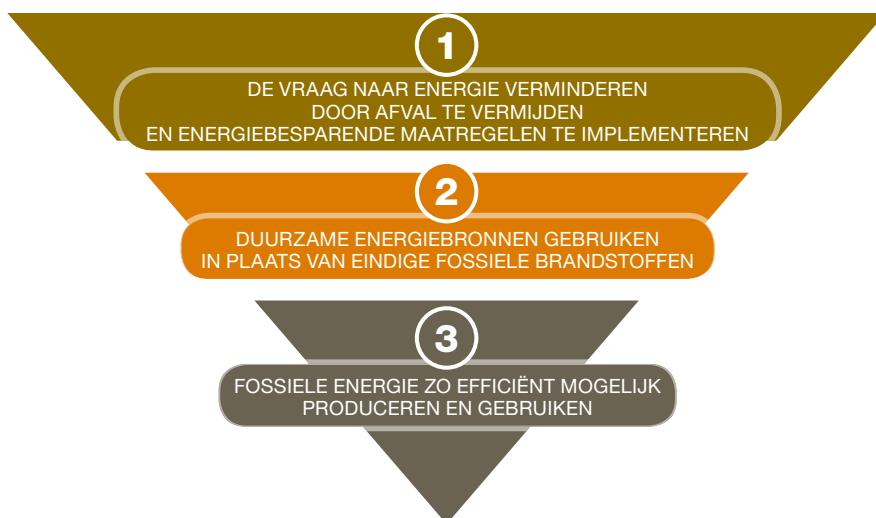 1
DE VRAAG NAAR ENERGIE VERMINDEREN
DOOR AFVAL TE VERMIJDEN
EN ENERGIEBESPARENDE MAATREGELEN TE IMPLEMENTEREN
2
DUURZAME ENERGIEBRONNEN GEBRUIKEN
IN PLAATS VAN EINDIGE FOSSIELE BRANDSTOFFEN
3
FOSSIELE ENERGIE ZO EFFICIËNT MOGELIJK
PRODUCEREN EN GEBRUIKEN